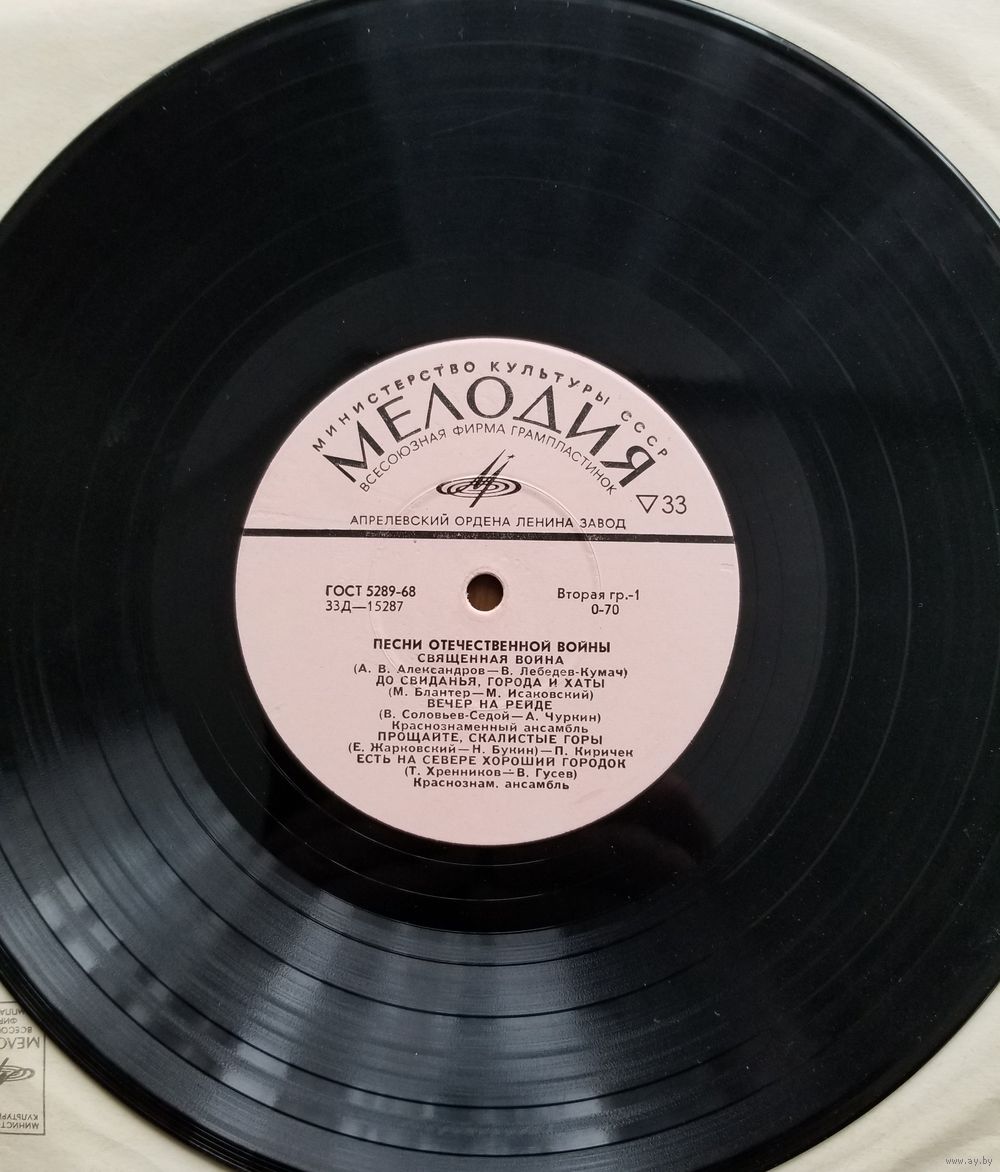 МИНИСТЕРСТВО КУЛЬТУРЫ СССР
МЕЛОДИЯ
ВСЕСОЮЗНАЯ ФИРМА ГРАМПЛАСТИНОК
▽33
АПРЕЛЕВСКИЙ ОРДЕНА ЛЕНИНА ЗАВОД
ГОСТ 5289-68 Вторая гр.-1
33Д—15287 0-70
ПЕСНИ ОТЕЧЕСТВЕННОЙ ВОЙНЫ
СВЯЩЕННАЯ ВОЙНА
(А. В. Александров—В. Лебедев-Кумач)
ДО СВИДАНЬЯ, ГОРОДА И ХАТЫ
(М. Блантер—М. Исаковский)
ВЕЧЕР НА РЕЙДЕ
(В. Соловьев-Седой—А. Чуркин)
Краснознаменный ансамбль
ПРОЩАЙТЕ, СКАЛИСТЫЕ ГОРЫ
(Е. Жарковский—Н. Букин)—П. Киричек
ЕСТЬ НА СЕВЕРЕ ХОРОШИЙ ГОРОДОК
(Т. Хренников—В. Гусев)
Краснознам. ансамбль
www.ay.by